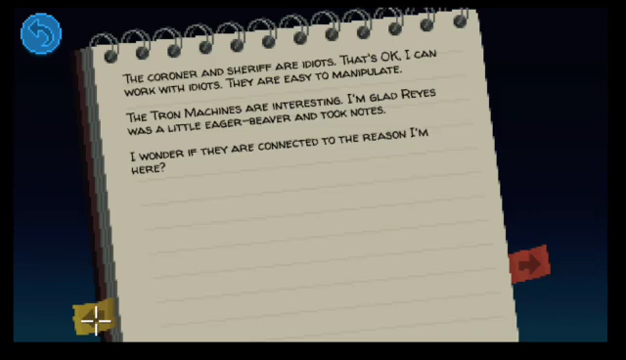 The coroner and sheriff are idiots. That's OK, I can
work with idiots. They are easy to manipulate.
The Tron Machines are interesting. I'm glad Reyes
was a little eager-beaver and took notes.
I wonder if they are connected to the reason I'm
here?